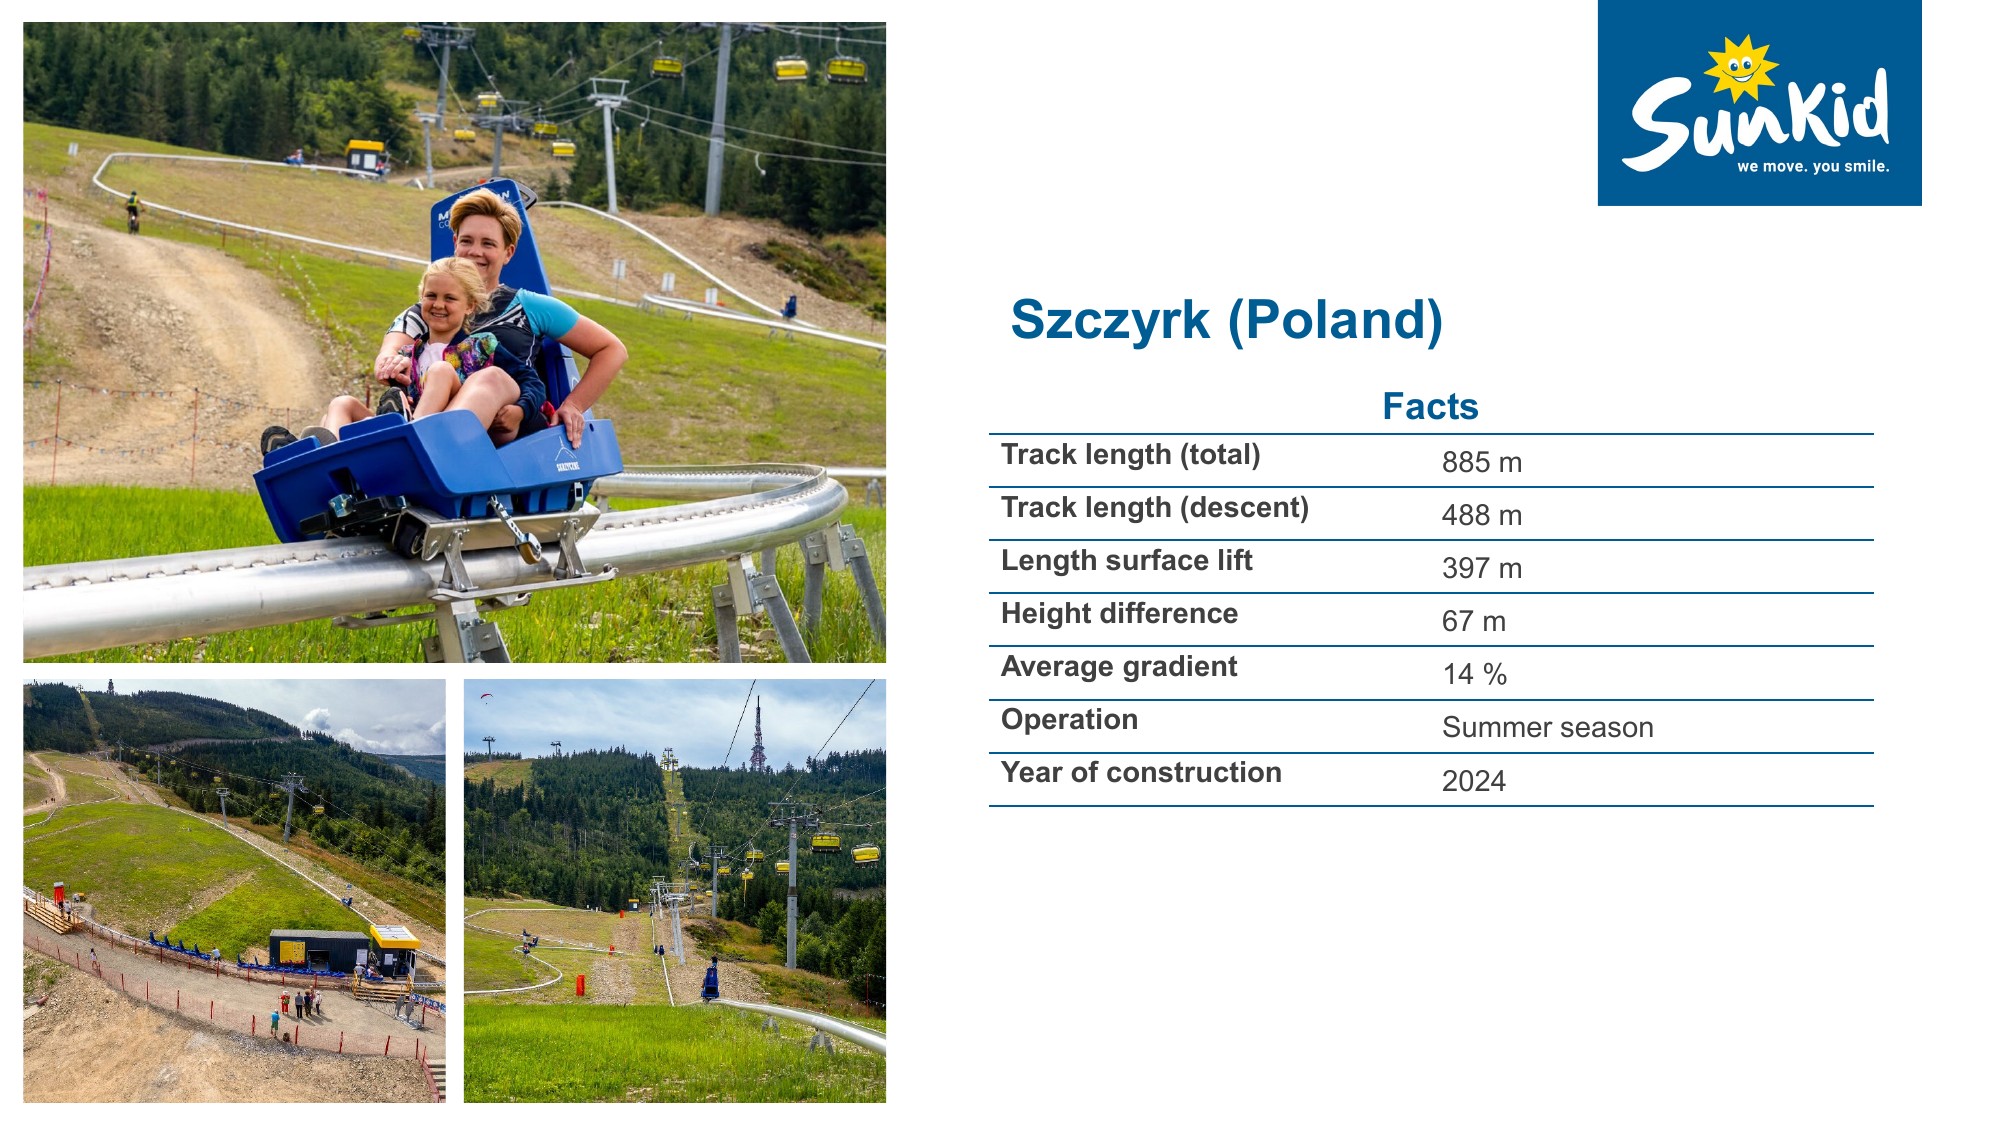 SunKid
we move. you smile.
Szczyrk (Poland)
Facts
Track length (total) 885 m
Track length (descent) 488 m
Length surface lift 397 m
Height difference 67 m
Average gradient 14 %
Operation Summer season
Year of construction 2024